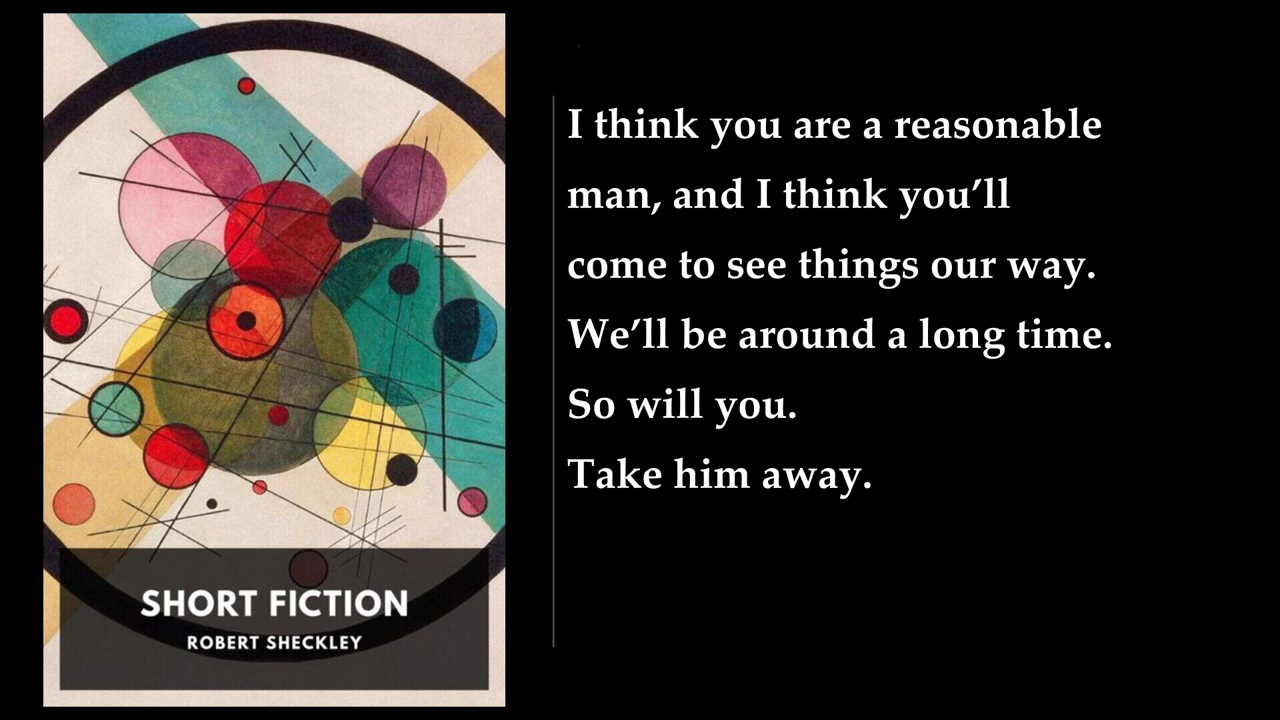 SHORT FICTION
ROBERT SHECKLEY
I think you are a reasonable
man, and I think you’ll
come to see things our way.
We’ll be around a long time.
So will you.
Take him away.